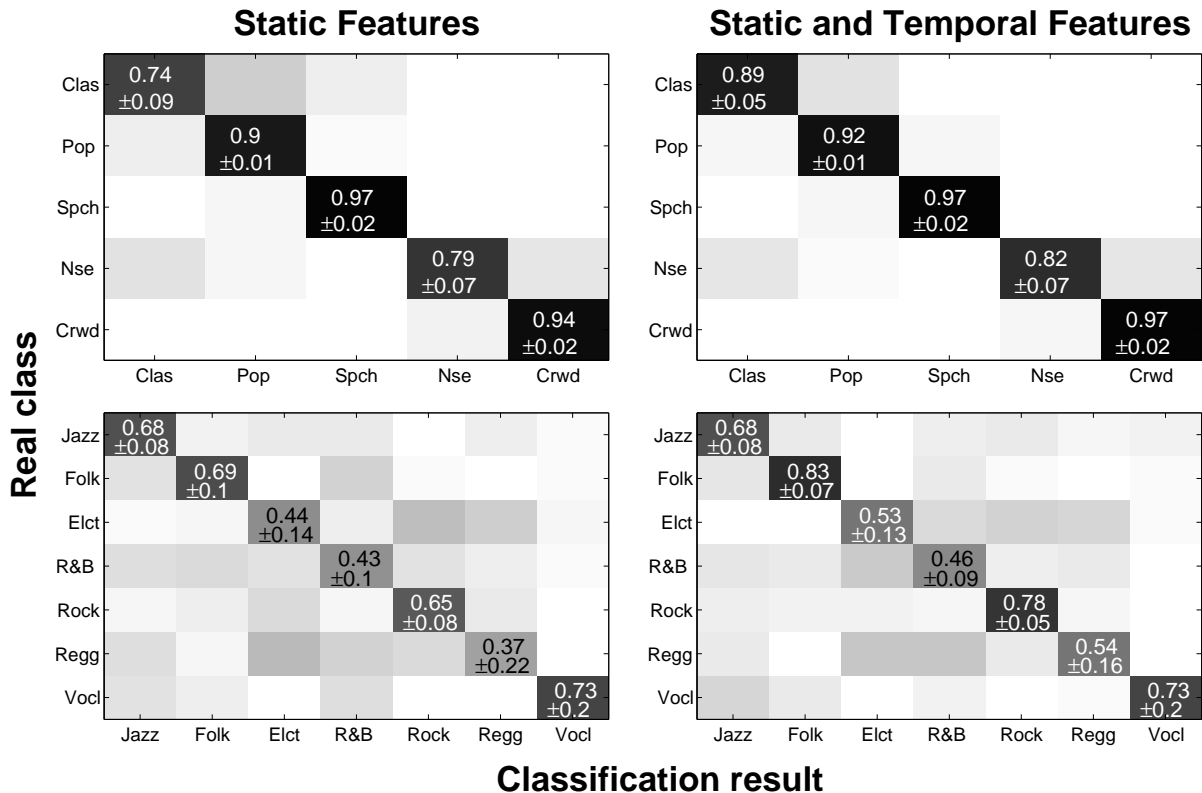 Static Features
Static and Temporal Features
Real class
Clas
0.74
±0.09
Pop
0.9
±0.01
Spch
0.97
±0.02
Nse
0.79
±0.07
Crwd
0.94
±0.02
Clas Pop Spch Nse Crwd
Clas
0.89
±0.05
Pop
0.92
±0.01
Spch
0.97
±0.02
Nse
0.82
±0.07
Crwd
0.97
±0.02
Clas Pop Spch Nse Crwd
Jazz
0.68
±0.08
Folk
0.69
±0.1
Elct
0.44
±0.14
R&B
0.43
±0.1
Rock
0.65
±0.08
Regg
0.37
±0.22
Vocl
0.73
±0.2
Jazz Folk Elct R&B Rock Regg Vocl
Jazz
0.68
±0.08
Folk
0.83
±0.07
Elct
0.53
±0.13
R&B
0.46
±0.09
Rock
0.78
±0.05
Regg
0.54
±0.16
Vocl
0.73
±0.2
Jazz Folk Elct R&B Rock Regg Vocl
Classification result